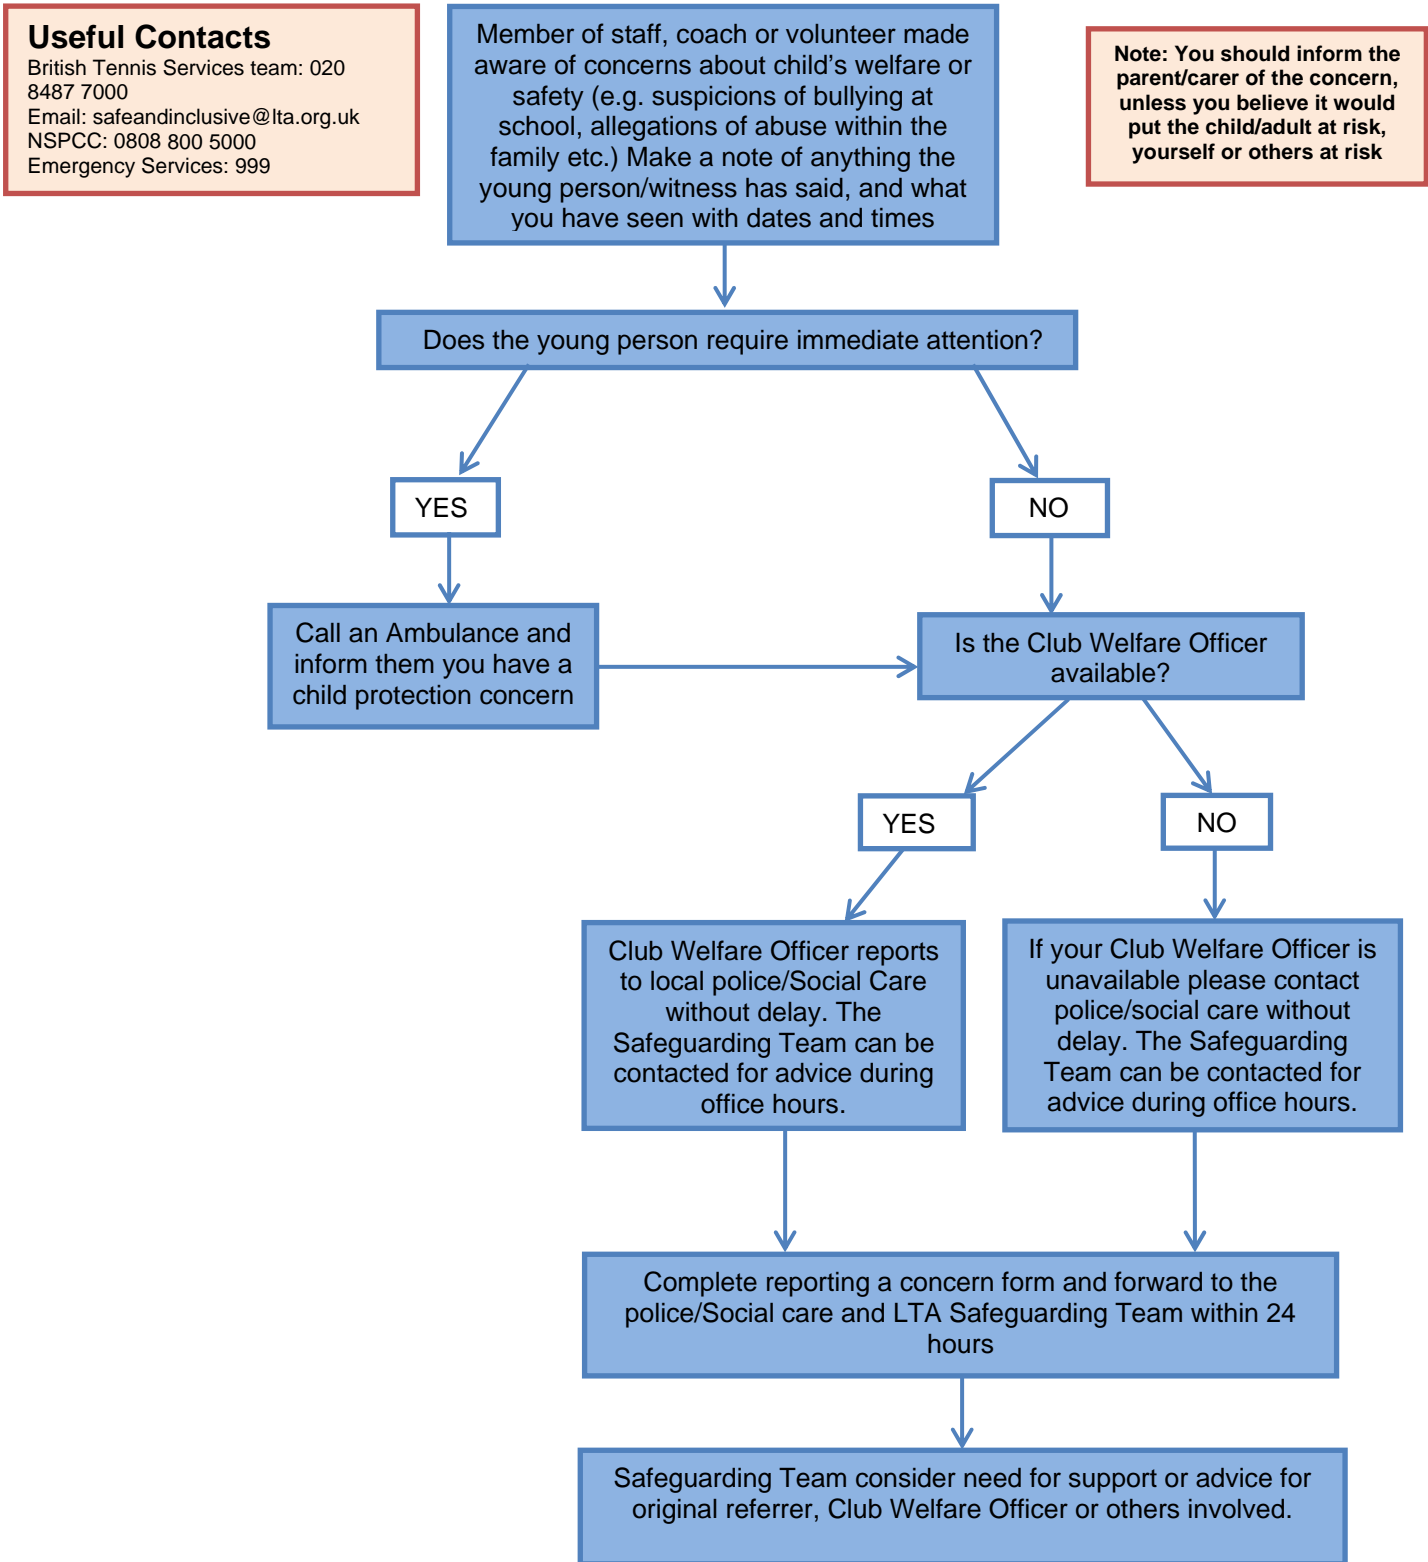 Useful Contacts
British Tennis Services team: 020
8487 7000
Email: safeandinclusive@lta.org.uk
NSPCC: 0808 800 5000
Emergency Services: 999
Member of staff, coach or volunteer made
aware of concerns about child's welfare or
safety (e.g. suspicions of bullying at
school, allegations of abuse within the
family etc.) Make a note of anything the
young person/witness has said, and what
you have seen with dates and times
Note: You should inform the
parent/carer of the concern,
unless you believe it would
put the child/adult at risk,
yourself or others at risk
Does the young person require immediate attention?
YES
NO
Call an Ambulance and
inform them you have a
child protection concern
Is the Club Welfare Officer
available?
YES
NO
Club Welfare Officer reports
to local police/Social Care
without delay. The
Safeguarding Team can be
contacted for advice during
office hours.
If your Club Welfare Officer is
unavailable please contact
police/social care without
delay. The Safeguarding
Team can be contacted for
advice during office hours.
Complete reporting a concern form and forward to the
police/Social care and LTA Safeguarding Team within 24
hours
Safeguarding Team consider need for support or advice for
original referrer, Club Welfare Officer or others involved.